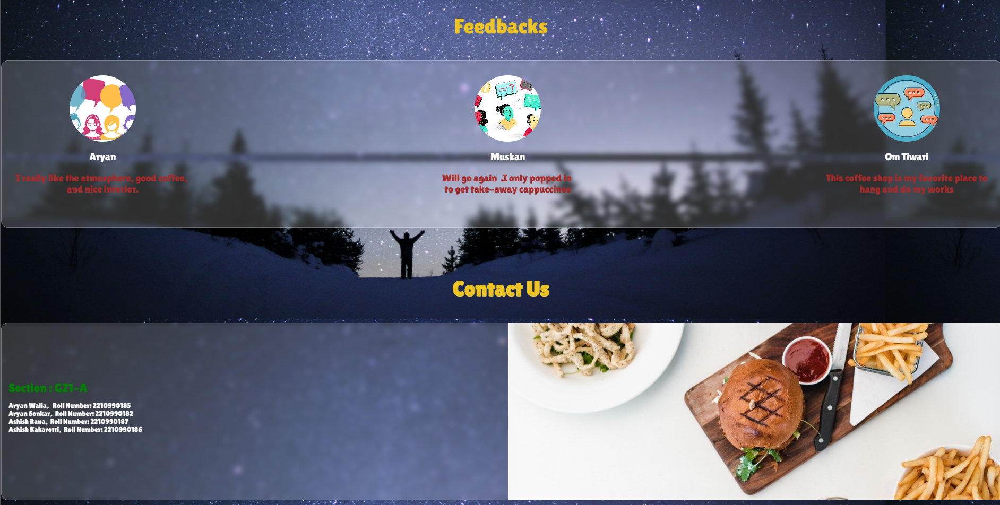 Feedbacks
Aryan
I really like the atmosphere, good coffee,
and nice interior.
Muskan
Will go again .I only popped in
to get take-away cappuccinos
Om Tiwari
This coffee shop is my favorite place to
hang and do my works
Contact Us
Section : G21-A
Aryan Walia, Roll Number: 2210990185
Aryan Sonkar, Roll Number: 2210990182
Ashish Rana, Roll Number: 2210990187
Ashish Kakarotti, Roll Number: 2210990186